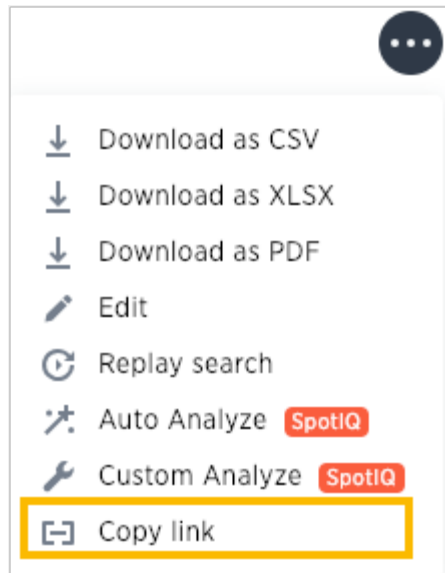 Download as CSV
Download as XLSX
Download as PDF
Edit
Replay search
Auto Analyze SpotIQ
Custom Analyze SpotIQ
Copy link